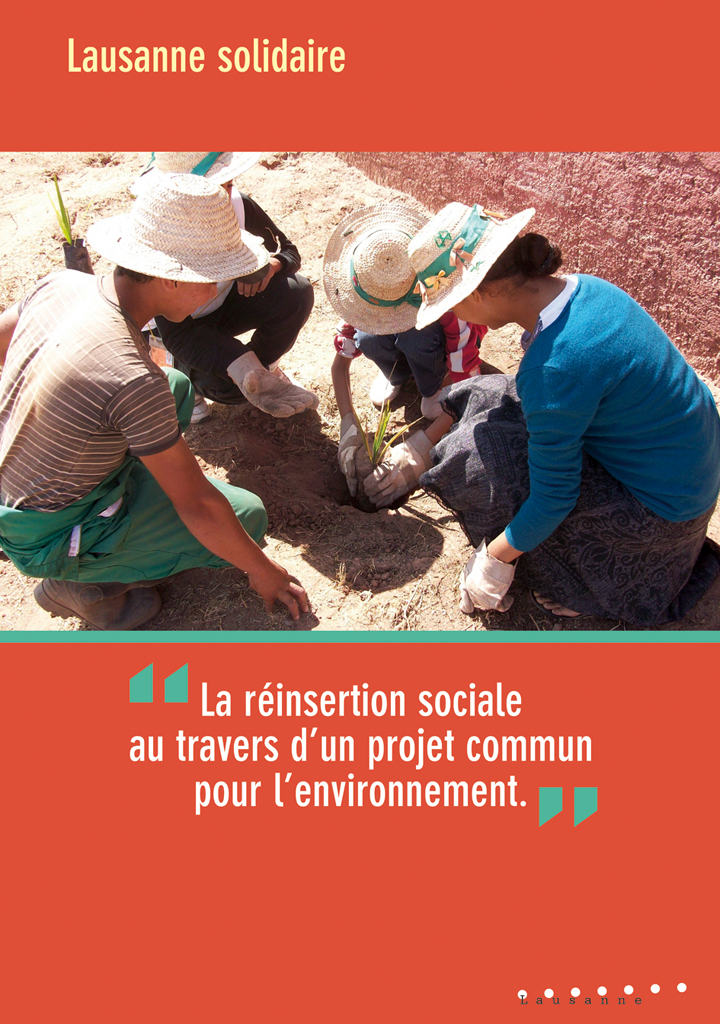 Lausanne solidaire
La réinsertion sociale
au travers d’un projet commun
pour l’environnement.
Lausanne